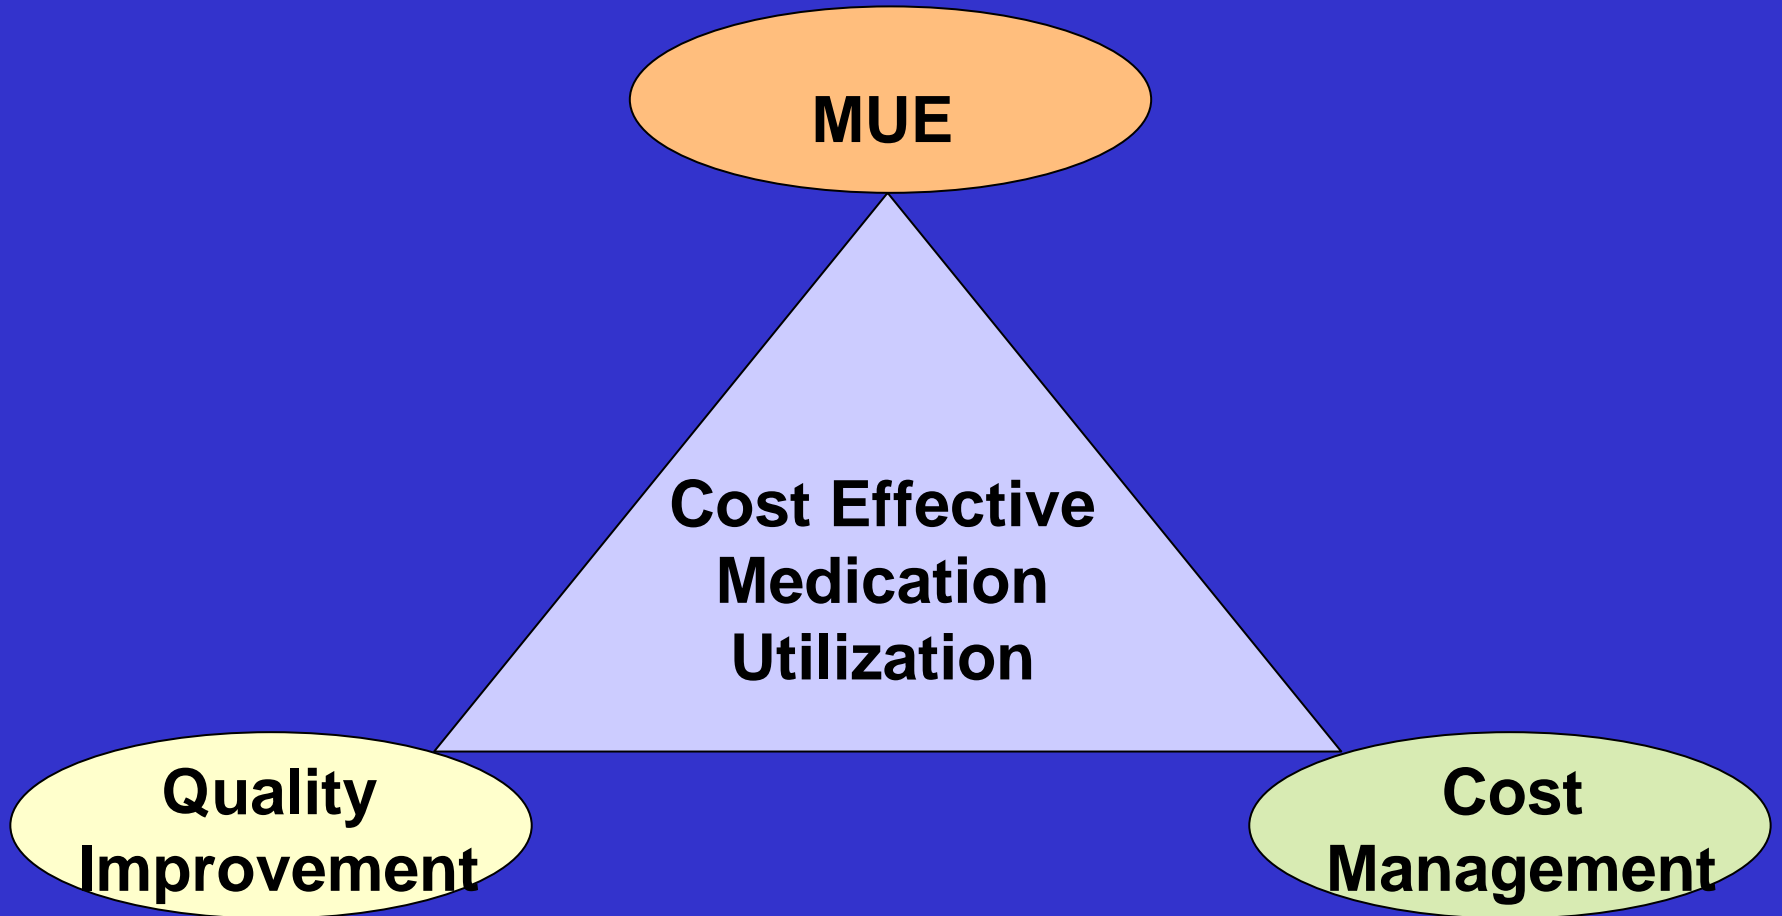 MUE
Cost Effective
Medication
Utilization
Quality
Improvement
Cost
Management